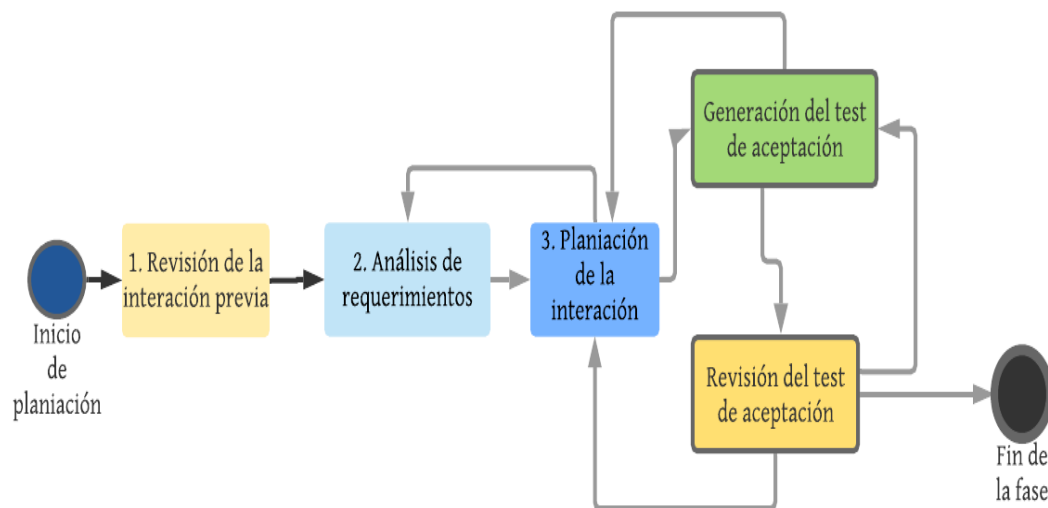 Inicio
de
planiación
1. Revisión de la
interación previa
2. Análisis de
requerimientos
3. Planiación
de la
interación
Generación del test
de aceptación
Revisión del test
de aceptación
Fin de
la fase